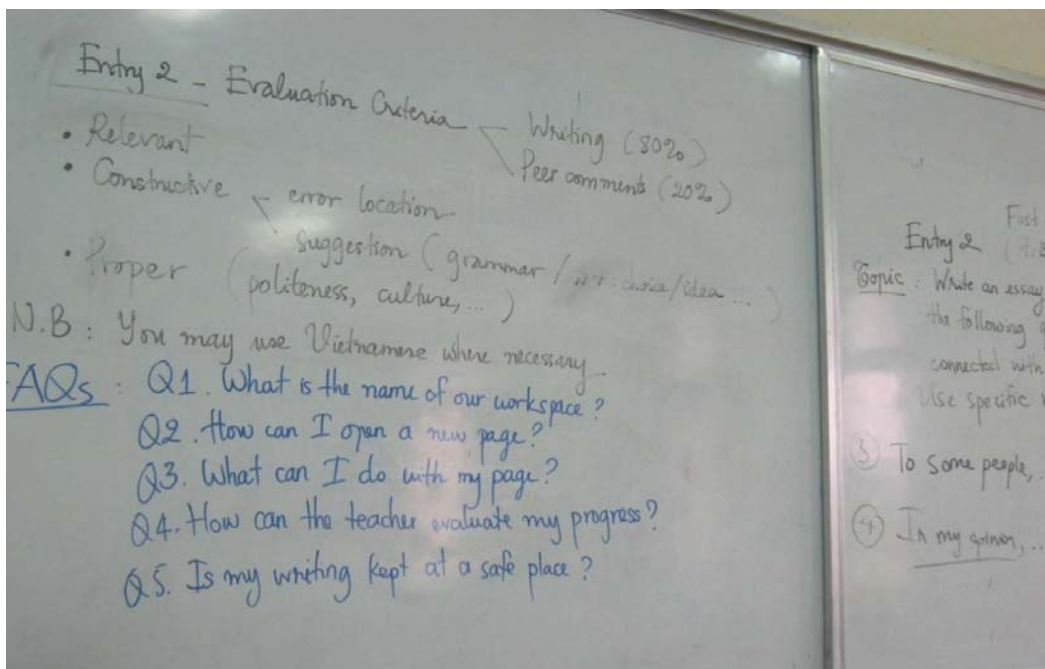 Entry 2 - Evaluation Criteria
Writing (80%)
Peer comments (20%)
• Relevant
• Constructive
error location
suggestion (grammar / choice/idea ...)
• Proper (politeness, culture, ...)
N.B : You may use Vietnamese where necessary.
FAQs : Q1. What is the name of our workspace?
Q2. How can I open a new page?
Q3. What can I do with my page?
Q4. How can the teacher evaluate my progress?
Q5. Is my writing kept at a safe place?
Entry 2
Topic : Write an essay
the following
connected with
Use specific
③ To some people, ..
④ In my opinion, ...